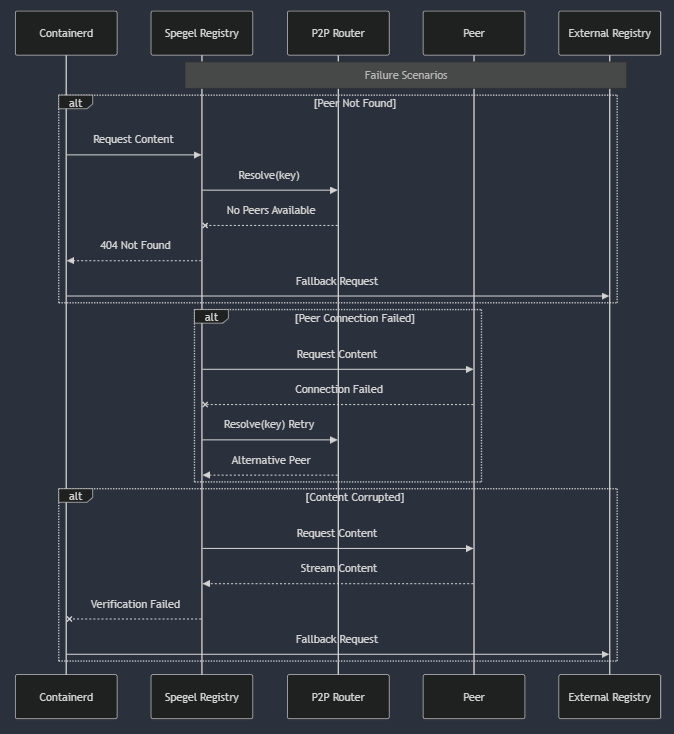 Containerd
Spegel Registry
P2P Router
Peer
External Registry
Failure Scenarios
alt
[Peer Not Found]
Request Content
Resolve(key)
No Peers Available
404 Not Found
Fallback Request
alt
[Peer Connection Failed]
Request Content
Connection Failed
Resolve(key) Retry
Alternative Peer
alt
[Content Corrupted]
Request Content
Stream Content
Verification Failed
Fallback Request
Containerd
Spegel Registry
P2P Router
Peer
External Registry